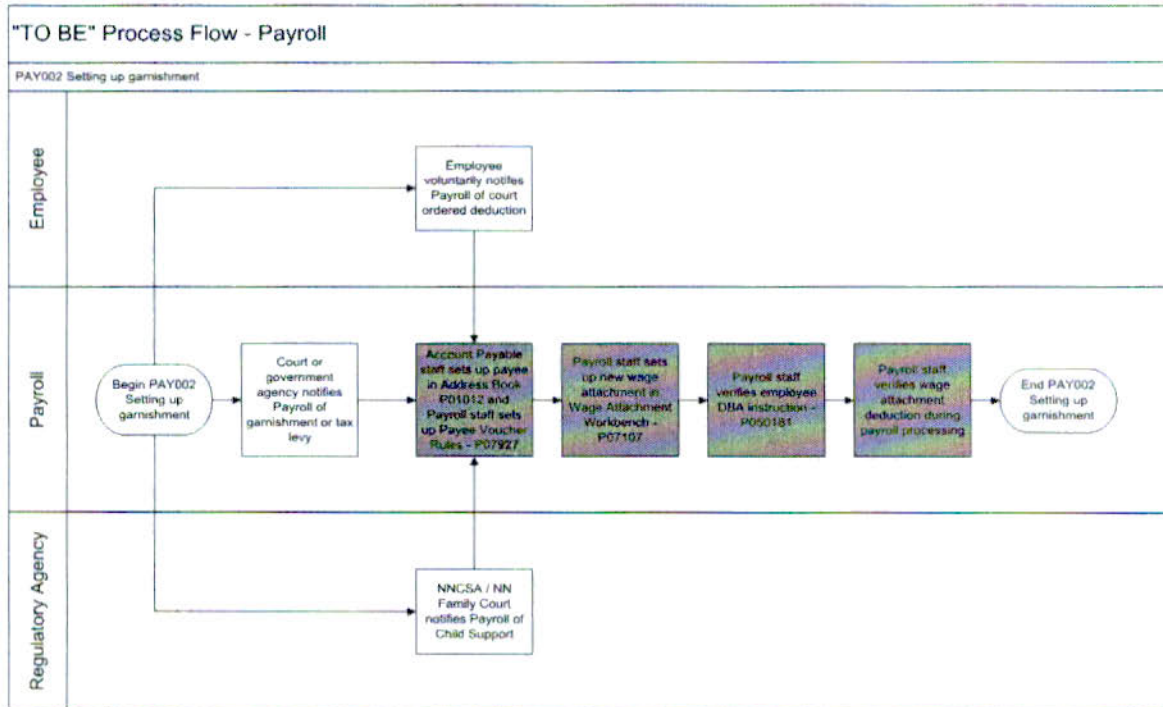 "TO BE" Process Flow - Payroll
PAY002 Setting up garnishment
Employee
Employee
voluntarily notifes
Payroll of court
ordered deduction
Payroll
Begin PAY002
Setting up
garnishment
Court or
government
agency notifies
Payroll of
garnishment or tax
levy
Account Payable
staff sets up payee
in Address Book
P01012 and
Payroll staff sets
up Payee Voucher
Rules - P07927
Payroll staff sets
up new wage
attachment in
Wage Attachment
Workbench -
P07107
Payroll staff
verifies employee
DBA instruction -
P050181
Payroll staff
verifies wage
attachment
deduction during
payroll processing
End PAY002
Setting up
garnishment
Regulatory Agency
NNCSA / NN
Family Court
notifies Payroll of
Child Support